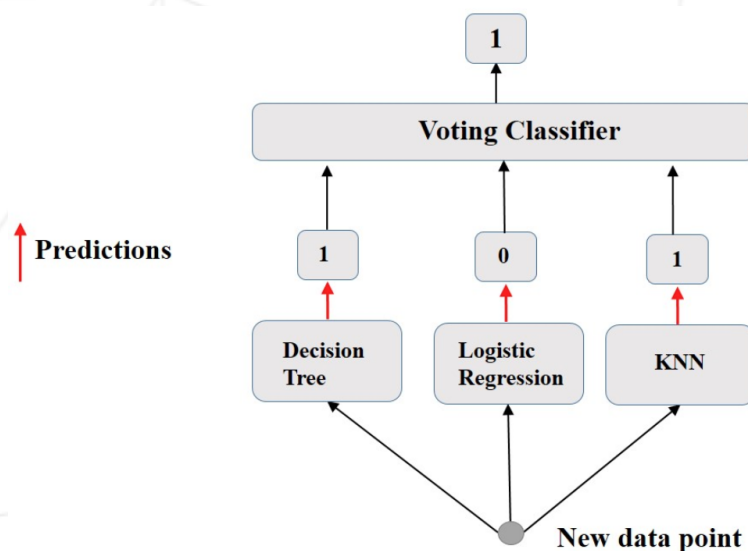 1
Voting Classifier
Predictions
1
0
1
Decision
Tree
Logistic
Regression
KNN
New data point